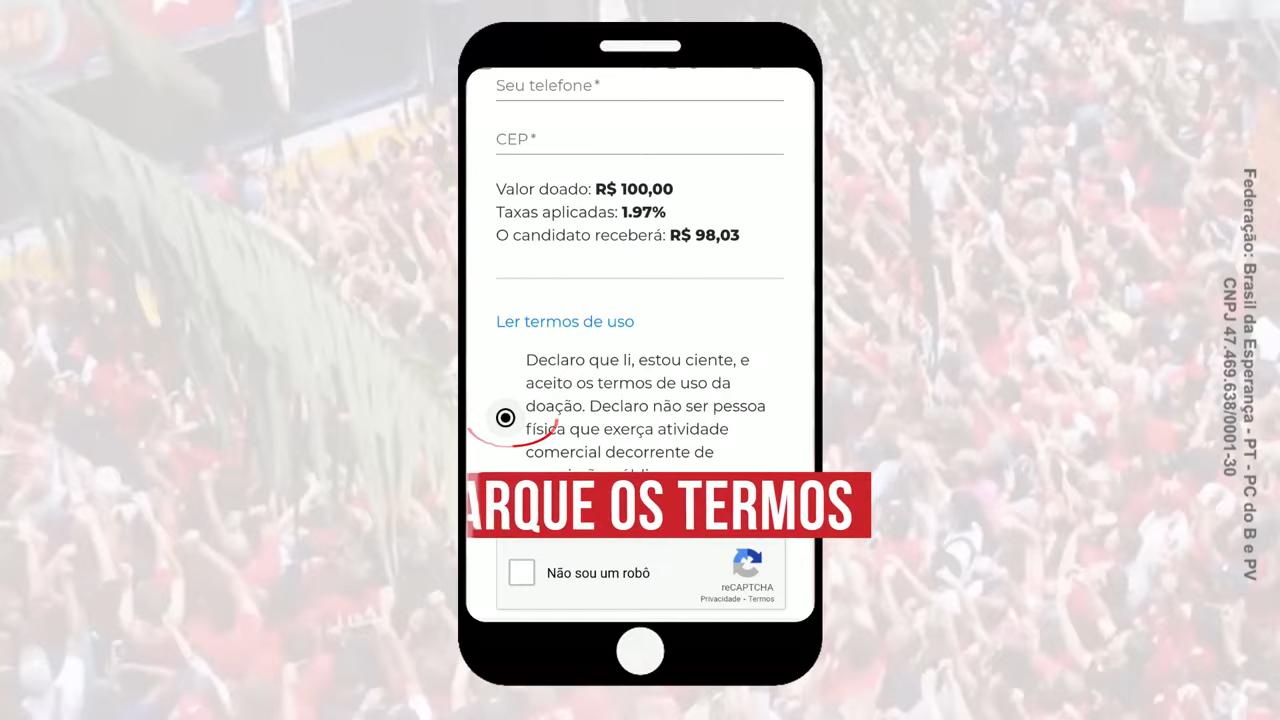 Seu telefone*
CEP*
Valor doado: R$ 100,00
Taxas aplicadas: 1.97%
O candidato receberá: R$ 98,03
Ler termos de uso
Declaro que li, estou ciente, e
aceito os termos de uso da
doação. Declaro não ser pessoa
física que exerça atividade
comercial decorrente de
ARQUE OS TERMOS
Não sou um robô
reCAPTCHA
Privacidade - Termos
Federação: Brasil da Esperança - PT - PC do B e PV
CNPJ 47.469.638/0001-30